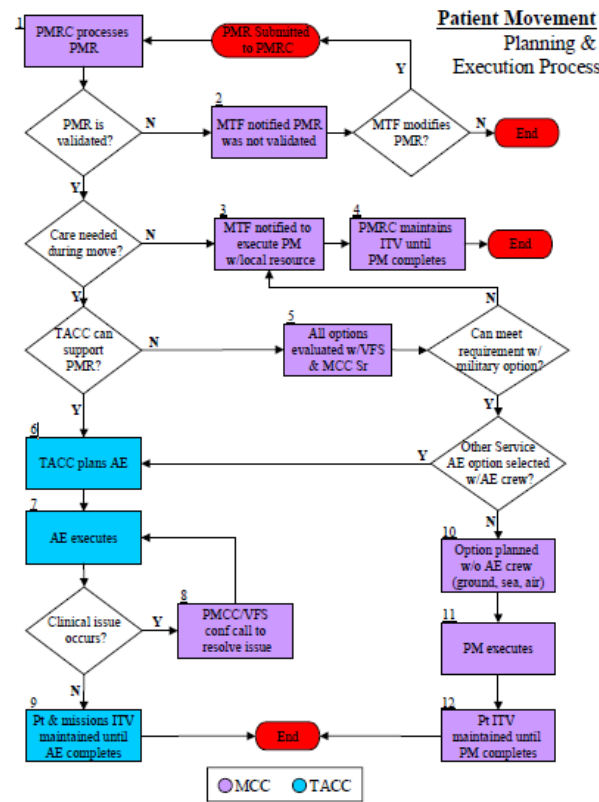 Patient Movement
Planning &
Execution Process
1
PMRC processes
PMR
PMR Submitted
to PMRC
Y
PMR is
validated?
N
2
MTF notified PMR
was not validated
MTF modifies
PMR?
N
End
Y
Care needed
during move?
N
3
MTF notified to
execute PM
w/local resource
4
PMRC maintains
ITV until
PM completes
End
Y
N
TACC can
support
PMR?
N
5
All options
evaluated w/VFS
& MCC Sr
Can meet
requirement w/
military option?
Y
Y
6
TACC plans AE
Y
Other Service
AE option selected
w/AE crew?
7
AE executes
N
10
Option planned
w/o AE crew
(ground, sea, air)
Clinical issue
occurs?
Y
8
PMCC/VFS
conf call to
resolve issue
11
PM executes
N
9
Pt & missions ITV
maintained until
AE completes
End
12
Pt ITV
maintained until
PM completes
MCC
TACC